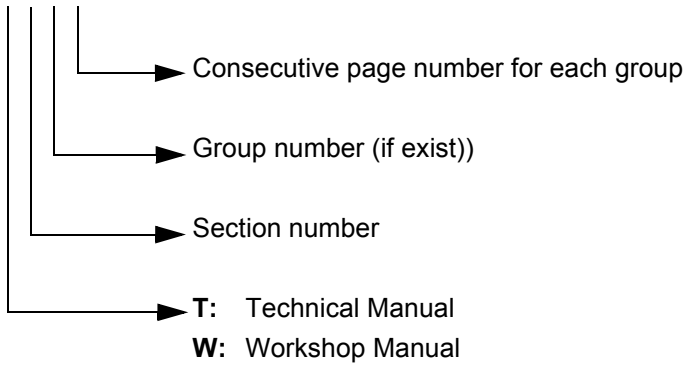 Consecutive page number for each group
Group number (if exist))
Section number
T: Technical Manual
W: Workshop Manual